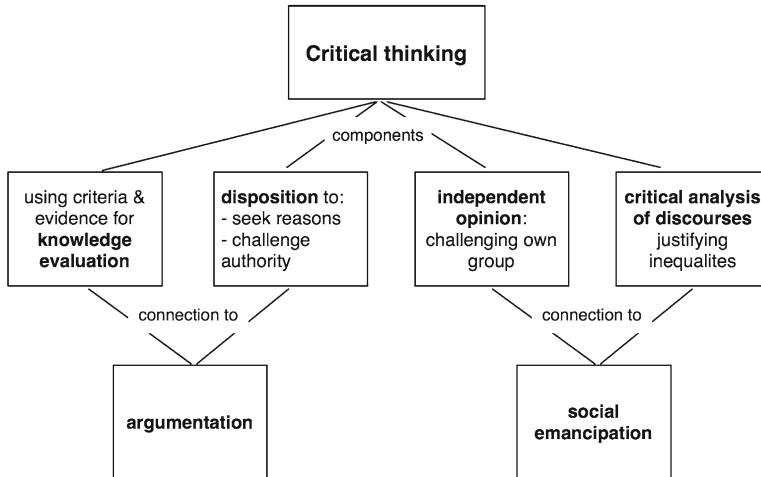 Critical thinking
components
using criteria &
evidence for
knowledge
evaluation
disposition to:
- seek reasons
- challenge
authority
independent
opinion:
challenging own
group
critical analysis
of discourses
justifying
inequalites
connection to
connection to
argumentation
social
emancipation